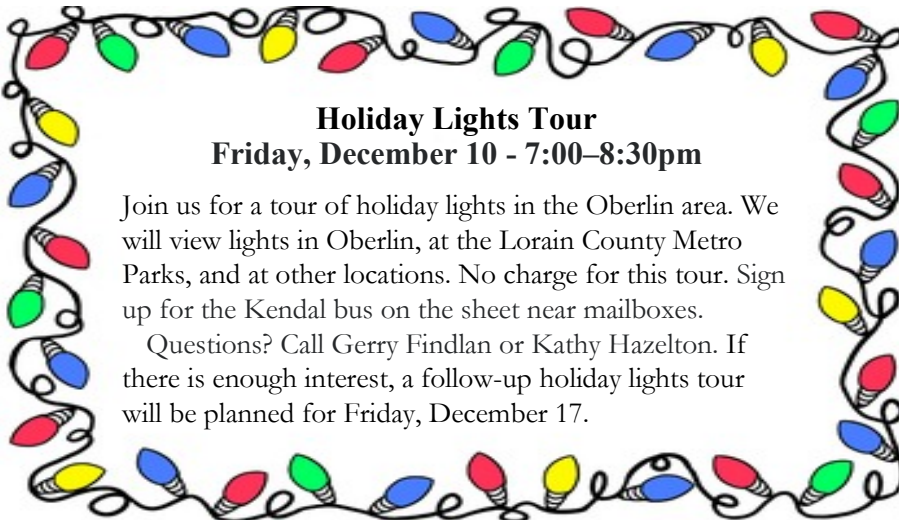 Holiday Lights Tour
Friday, December 10 - 7:00–8:30pm
Join us for a tour of holiday lights in the Oberlin area. We
will view lights in Oberlin, at the Lorain County Metro
Parks, and at other locations. No charge for this tour. Sign
up for the Kendal bus on the sheet near mailboxes.
Questions? Call Gerry Findlan or Kathy Hazelton. If
there is enough interest, a follow-up holiday lights tour
will be planned for Friday, December 17.